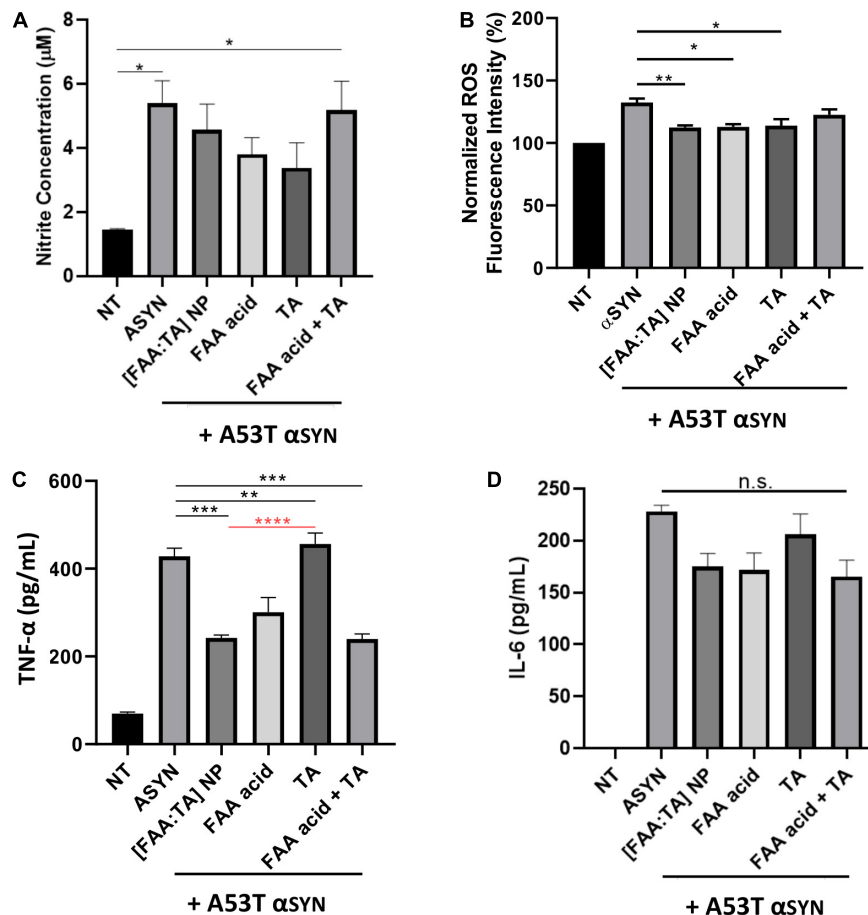 A
Nitrite Concentration (μM)
8
6
4
2
0
*
*
NT
ASYN
[FAA:TA] NP
FAA acid
TA
FAA acid + TA
+ A53T αSYN
B
Normalized ROS
Fluorescence Intensity (%)
200
150
100
50
0
*
*
**
NT
αSYN
[FAA:TA] NP
FAA acid
TA
FAA acid + TA
+ A53T αSYN
C
TNF-α (pg/mL)
600
400
200
0
***
**
***
****
NT
ASYN
[FAA:TA] NP
FAA acid
TA
FAA acid + TA
+ A53T αSYN
D
IL-6 (pg/mL)
250
200
150
100
50
0
n.s.
NT
ASYN
[FAA:TA] NP
FAA acid
TA
FAA acid + TA
+ A53T αSYN